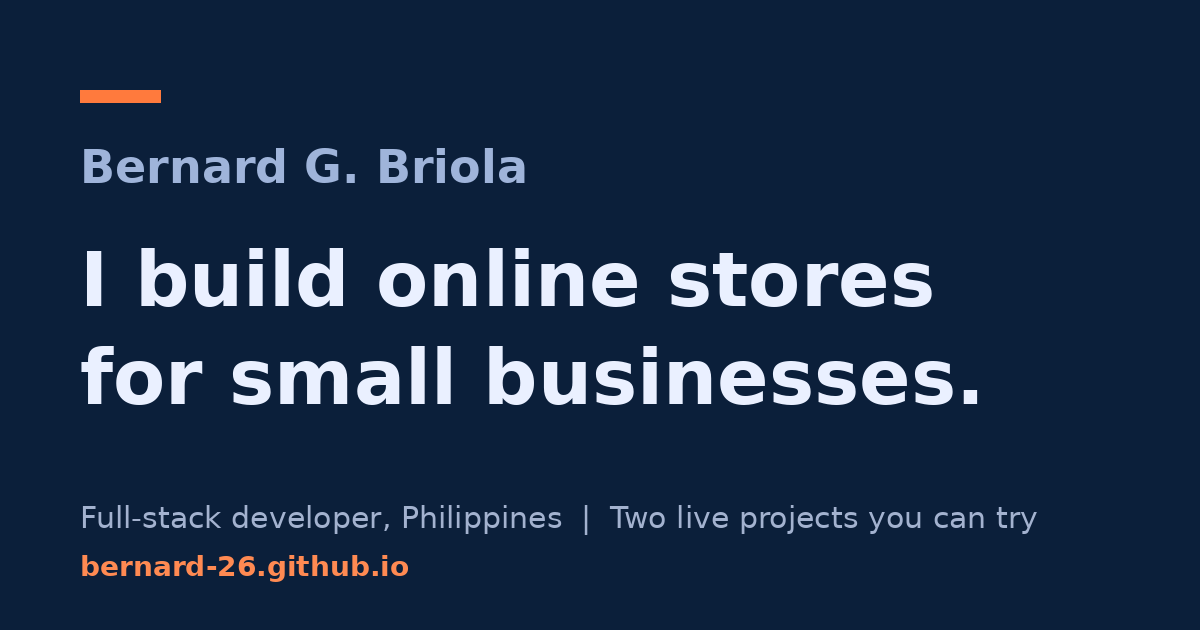 Bernard G. Briola
I build online stores
for small businesses.
Full-stack developer, Philippines | Two live projects you can try
bernard-26.github.io